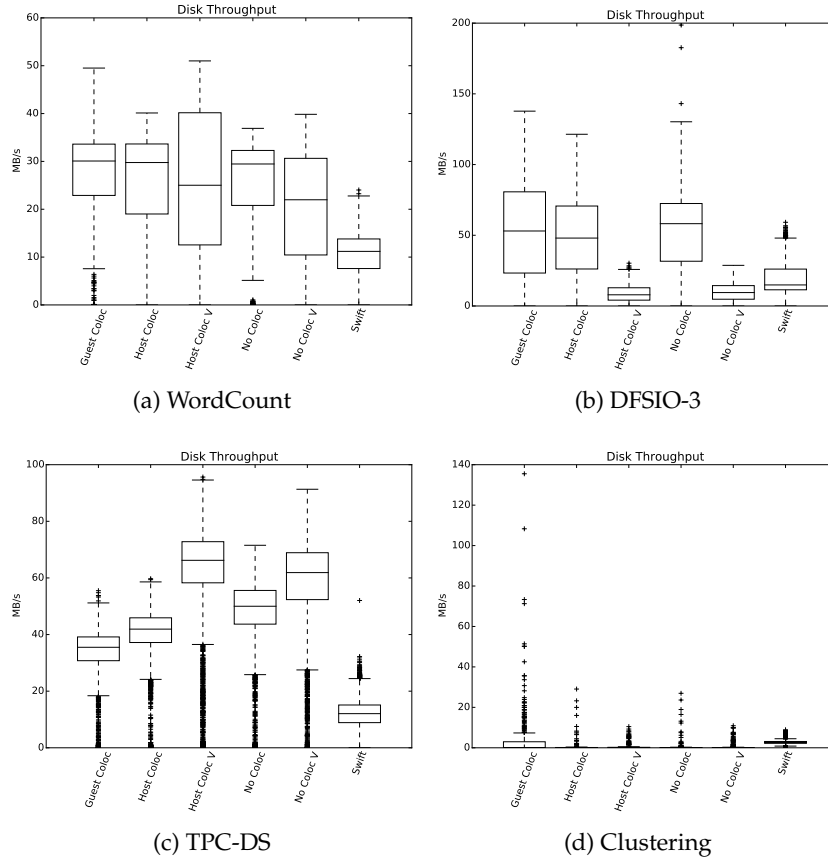 Disk Throughput
60
50
40
30
20
10
0
MB/s
Guest Coloc
Host Coloc
Host Coloc V
No Coloc
No Coloc V
Swift
(a) WordCount
Disk Throughput
200
150
100
50
0
MB/s
Guest Coloc
Host Coloc
Host Coloc V
No Coloc
No Coloc V
Swift
(b) DFSIO-3
Disk Throughput
100
80
60
40
20
0
MB/s
Guest Coloc
Host Coloc
Host Coloc V
No Coloc
No Coloc V
Swift
(c) TPC-DS
Disk Throughput
140
120
100
80
60
40
20
0
MB/s
Guest Coloc
Host Coloc
Host Coloc V
No Coloc
No Coloc V
Swift
(d) Clustering